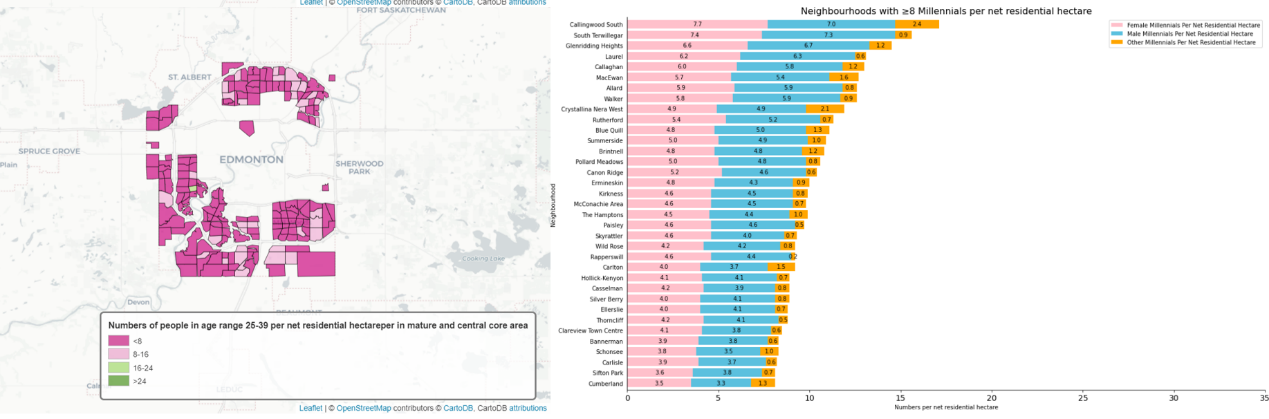 Leaflet | © OpenStreetMap contributors © CartoDB, CartoDB attributions
FORT SASKATCHEWAN
ST. ALBERT
SPRUCE GROVE
EDMONTON
SHERWOOD
PARK
Plain
Cooking Lake
Devon
BEAUMONT
Numbers of people in age range 25-39 per net residential hectareper in mature and central core area
<8
8-16
16-24
>24
LEDUC
Leaflet | © OpenStreetMap contributors © CartoDB, CartoDB attributions
Neighbourhoods with ≥8 Millennials per net residential hectare
Female Millennials Per Net Residential Hectare
Male Millennials Per Net Residential Hectare
Other Millennials Per Net Residential Hectare
Neighbourhood
Callingwood South 7.7 7.0 2.4
South Terwillegar 7.4 7.3 0.9
Glenridding Heights 6.6 6.7 1.2
Laurel 6.2 6.3 0.6
Callaghan 6.0 5.8 1.2
MacEwan 5.7 5.4 1.6
Allard 5.9 5.9 0.8
Walker 5.8 5.9 0.9
Crystallina Nera West 4.9 4.9 2.1
Rutherford 5.4 5.2 0.7
Blue Quill 4.8 5.0 1.3
Summerside 5.0 4.9 1.0
Brintnell 4.8 4.8 1.2
Pollard Meadows 5.0 4.8 0.8
Canon Ridge 5.2 4.6 0.6
Ermineskin 4.8 4.3 0.9
Kirkness 4.6 4.5 0.8
McConachie Area 4.6 4.5 0.7
The Hamptons 4.5 4.4 1.0
Paisley 4.6 4.6 0.5
Skyrattler 4.6 4.0 0.7
Wild Rose 4.2 4.2 0.8
Rapperswill 4.6 4.4 0.2
Carlton 4.0 3.7 1.5
Hollick-Kenyon 4.1 4.1 0.7
Casselman 4.2 3.9 0.8
Silver Berry 4.0 4.1 0.8
Ellerslie 4.0 4.1 0.7
Thorncliff 4.2 4.1 0.5
Clareview Town Centre 4.1 3.8 0.6
Bannerman 3.9 3.8 0.6
Schonsee 3.8 3.5 1.0
Carlisle 3.9 3.7 0.6
Sifton Park 3.6 3.8 0.7
Cumberland 3.5 3.3 1.3
0 5 10 15 20 25 30 35
Numbers per net residential hectare